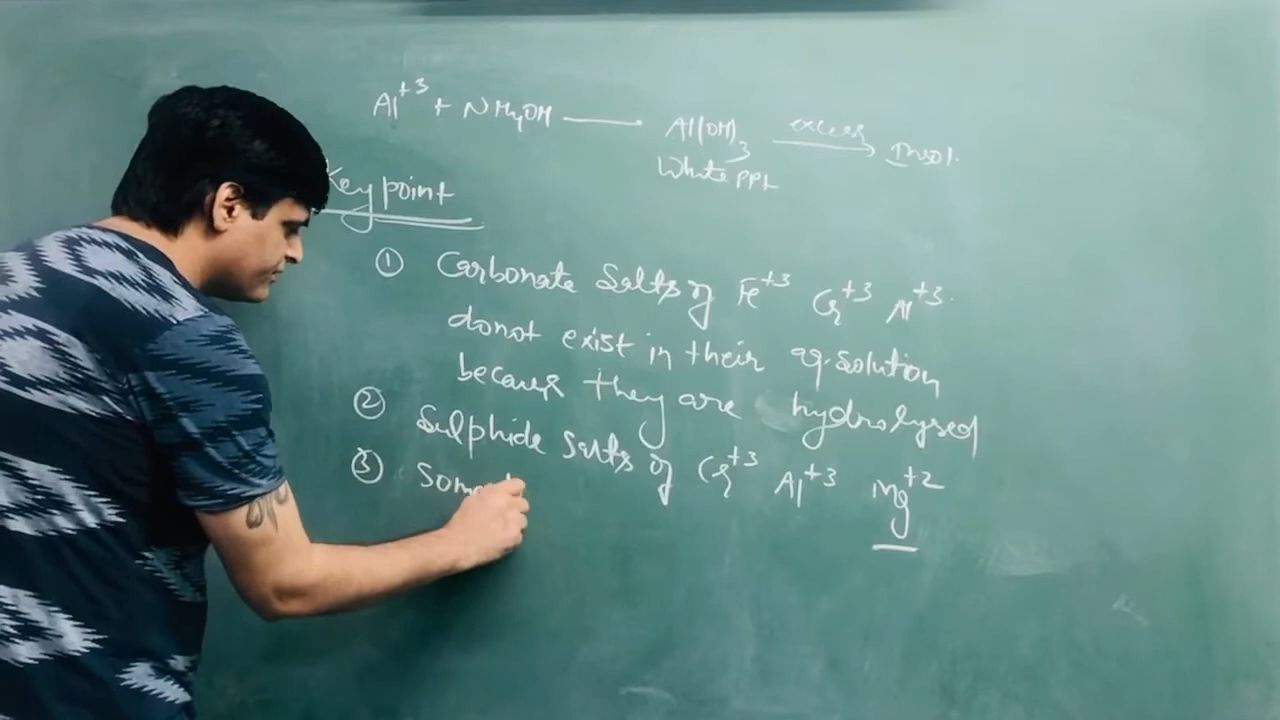 Al+3 + NH4OH —— Al(OH)3 excess Insol.
White ppt
Key point
① Carbonate Salts of Fe+3 Cr+3 Al+3
donot exist in their aq. solution
because they are hydrolysed
② Sulphide Salts of Cr+3 Al+3 Mg+2
③ Som